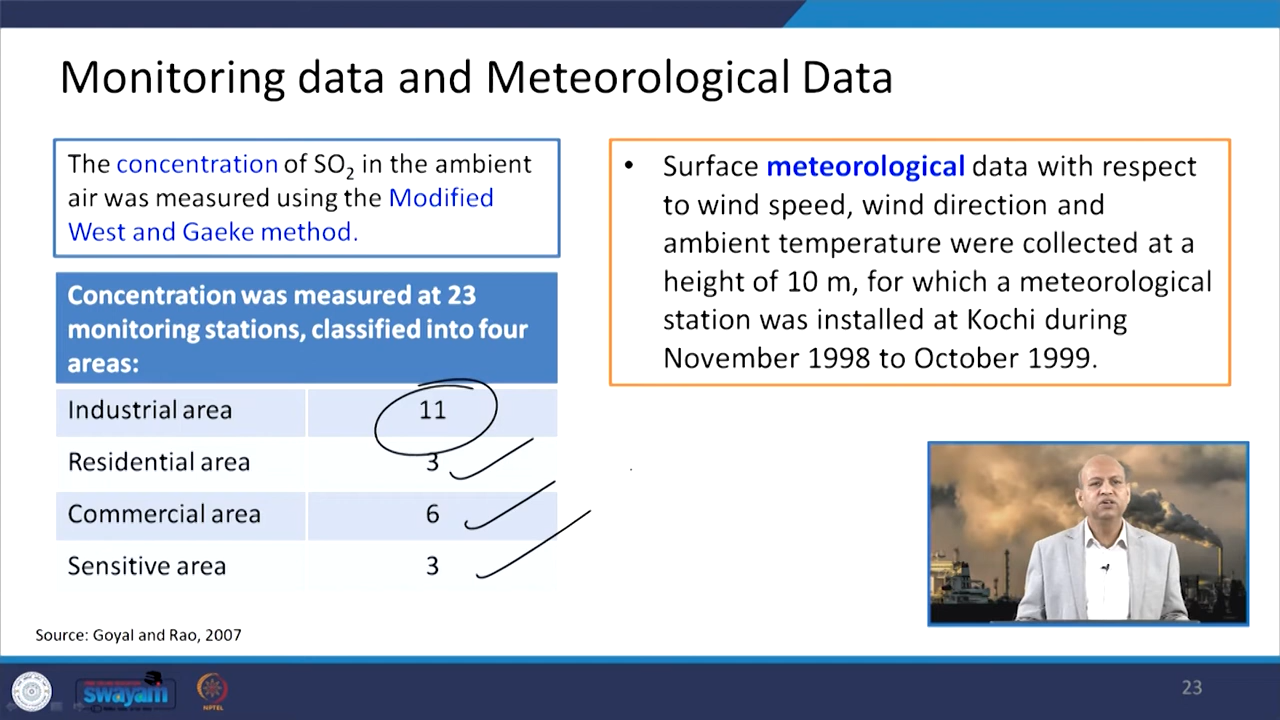 Monitoring data and Meteorological Data
The concentration of SO₂ in the ambient
air was measured using the Modified
West and Gaeke method.
Concentration was measured at 23
monitoring stations, classified into four
areas:
Industrial area 11
Residential area 3
Commercial area 6
Sensitive area 3
• Surface meteorological data with respect
to wind speed, wind direction and
ambient temperature were collected at a
height of 10 m, for which a meteorological
station was installed at Kochi during
November 1998 to October 1999.
Source: Goyal and Rao, 2007
swayam
NPTEL
23